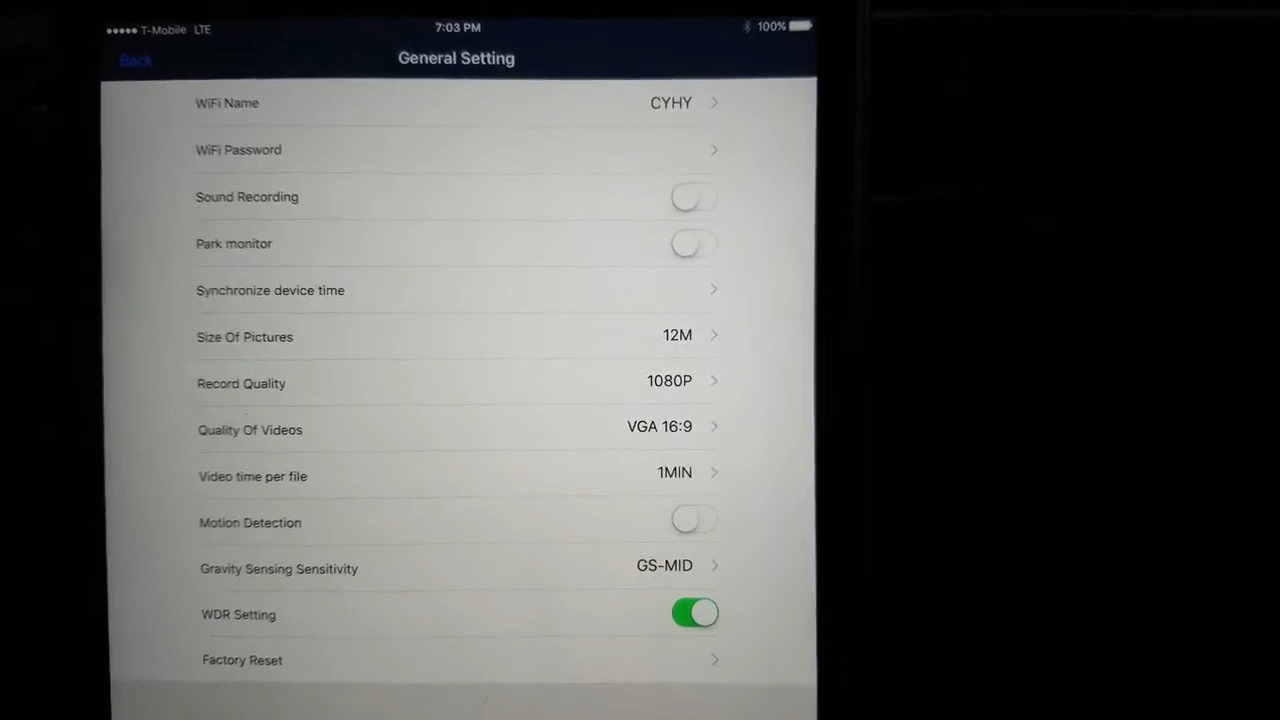 T-Mobile LTE 7:03 PM 100%
Back General Setting
WiFi Name CYHY
WiFi Password
Sound Recording
Park monitor
Synchronize device time
Size Of Pictures 12M
Record Quality 1080P
Quality Of Videos VGA 16:9
Video time per file 1MIN
Motion Detection
Gravity Sensing Sensitivity GS-MID
WDR Setting
Factory Reset